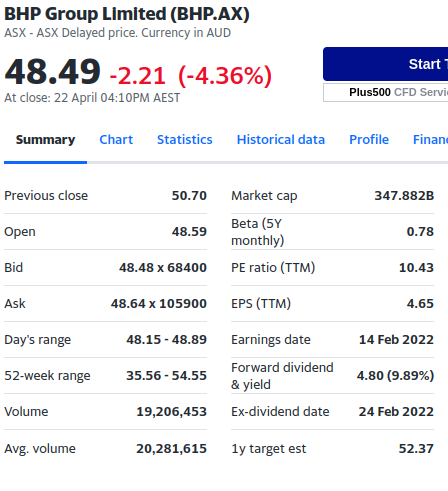 BHP Group Limited (BHP.AX)
ASX - ASX Delayed price. Currency in AUD
48.49 -2.21 (-4.36%)
At close: 22 April 04:10PM AEST
Start T
Plus500 CFD Servi
Summary Chart Statistics Historical data Profile Finan
Previous close 50.70
Open 48.59
Bid 48.48 x 68400
Ask 48.64 x 105900
Day's range 48.15 - 48.89
52-week range 35.56 - 54.55
Volume 19,206,453
Avg. volume 20,281,615
Market cap 347.882B
Beta (5Y
monthly) 0.78
PE ratio (TTM) 10.43
EPS (TTM) 4.65
Earnings date 14 Feb 2022
Forward dividend
& yield 4.80 (9.89%)
Ex-dividend date 24 Feb 2022
1y target est 52.37